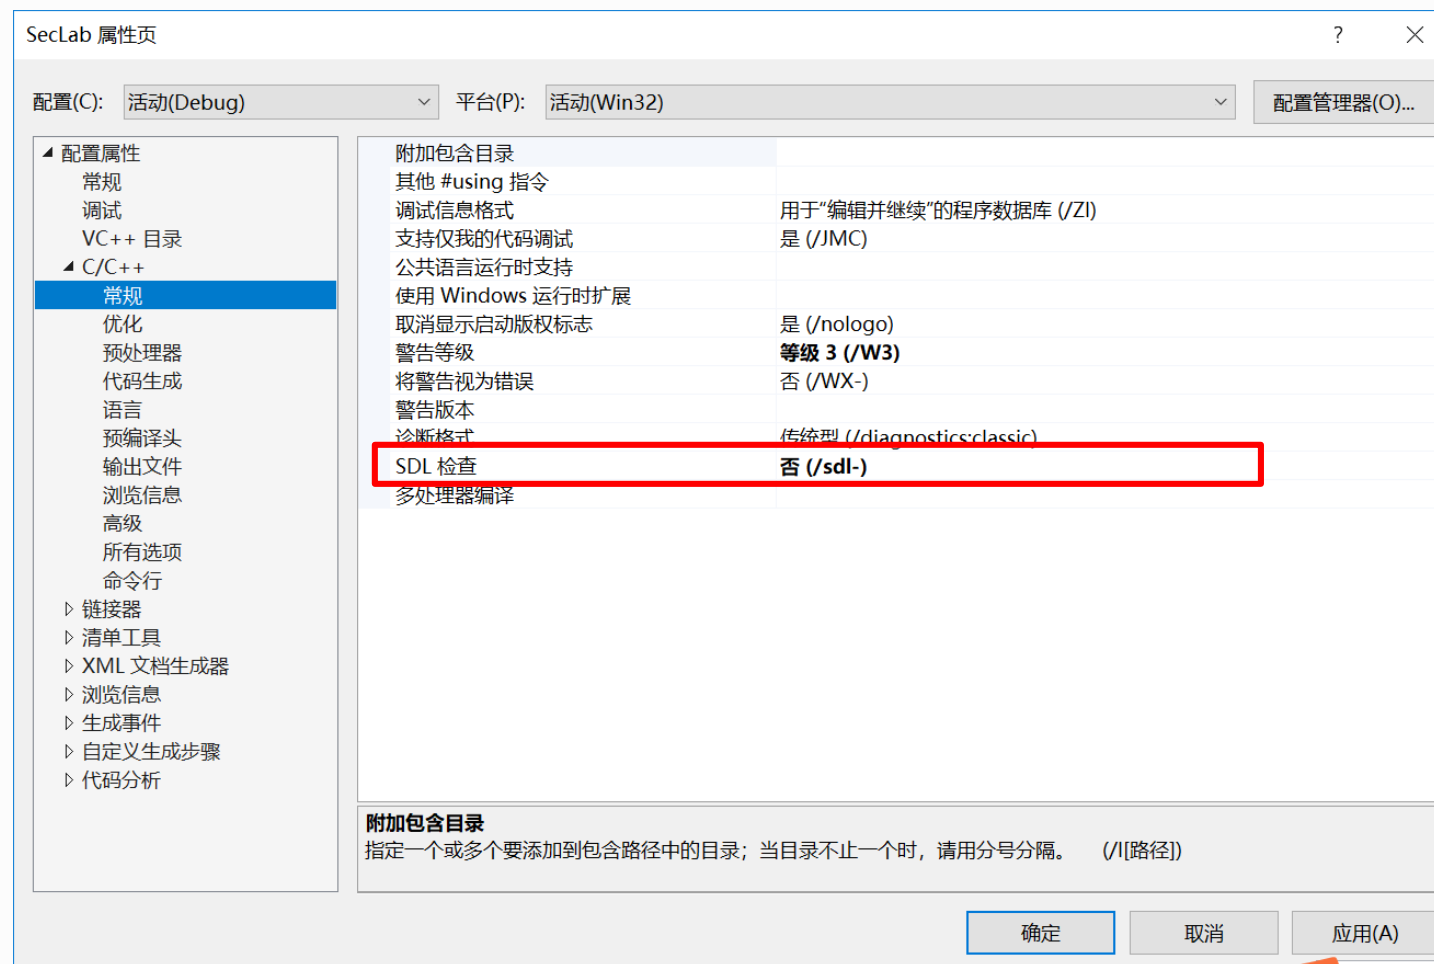 SecLab 属性页
配置(C): 活动(Debug) 平台(P): 活动(Win32) 配置管理器(O)...
配置属性
常规
调试
VC++ 目录
C/C++
常规
优化
预处理器
代码生成
语言
预编译头
输出文件
浏览信息
高级
所有选项
命令行
链接器
清单工具
XML 文档生成器
浏览信息
生成事件
自定义生成步骤
代码分析
附加包含目录
其他 #using 指令
调试信息格式 用于“编辑并继续”的程序数据库 (/ZI)
支持仅我的代码调试 是 (/JMC)
公共语言运行时支持
使用 Windows 运行时扩展
取消显示启动版权标志 是 (/nologo)
警告等级 等级 3 (/W3)
将警告视为错误 否 (/WX-)
警告版本
诊断格式 传统型 (/diagnostics:classic)
SDL 检查 否 (/sdl-)
多处理器编译
附加包含目录
指定一个或多个要添加到包含路径中的目录；当目录不止一个时，请用分号分隔。 (/I[路径])
确定 取消 应用(A)